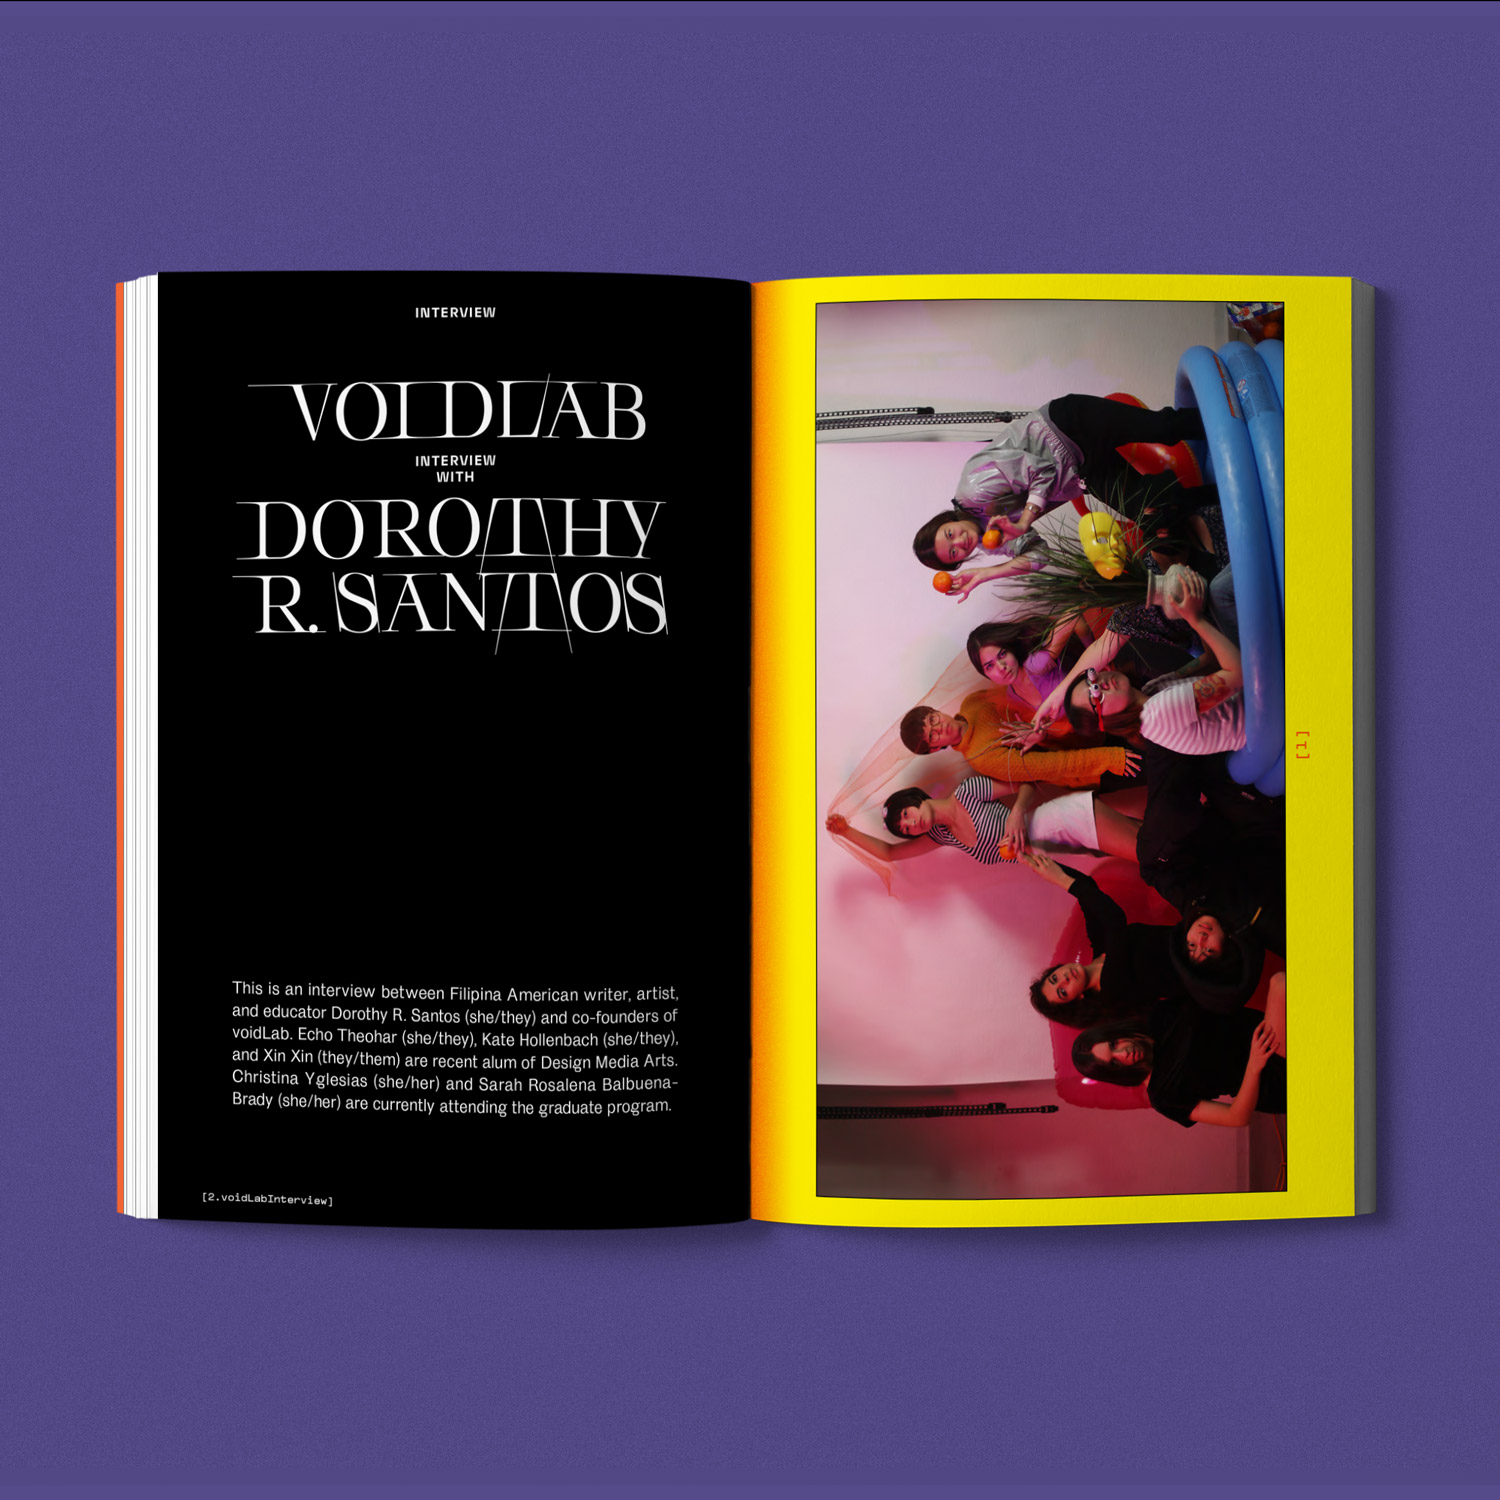 INTERVIEW
VOIDLAB
INTERVIEW
WITH
DOROTHY
R. SANTOS
This is an interview between Filipina American writer, artist,
and educator Dorothy R. Santos (she/they) and co-founders of
voidLab. Echo Theohar (she/they), Kate Hollenbach (she/they),
and Xin Xin (they/them) are recent alum of Design Media Arts.
Christina Yglesias (she/her) and Sarah Rosalena Balbuena-
Brady (she/her) are currently attending the graduate program.
[2.voidLabInterview]
[1]